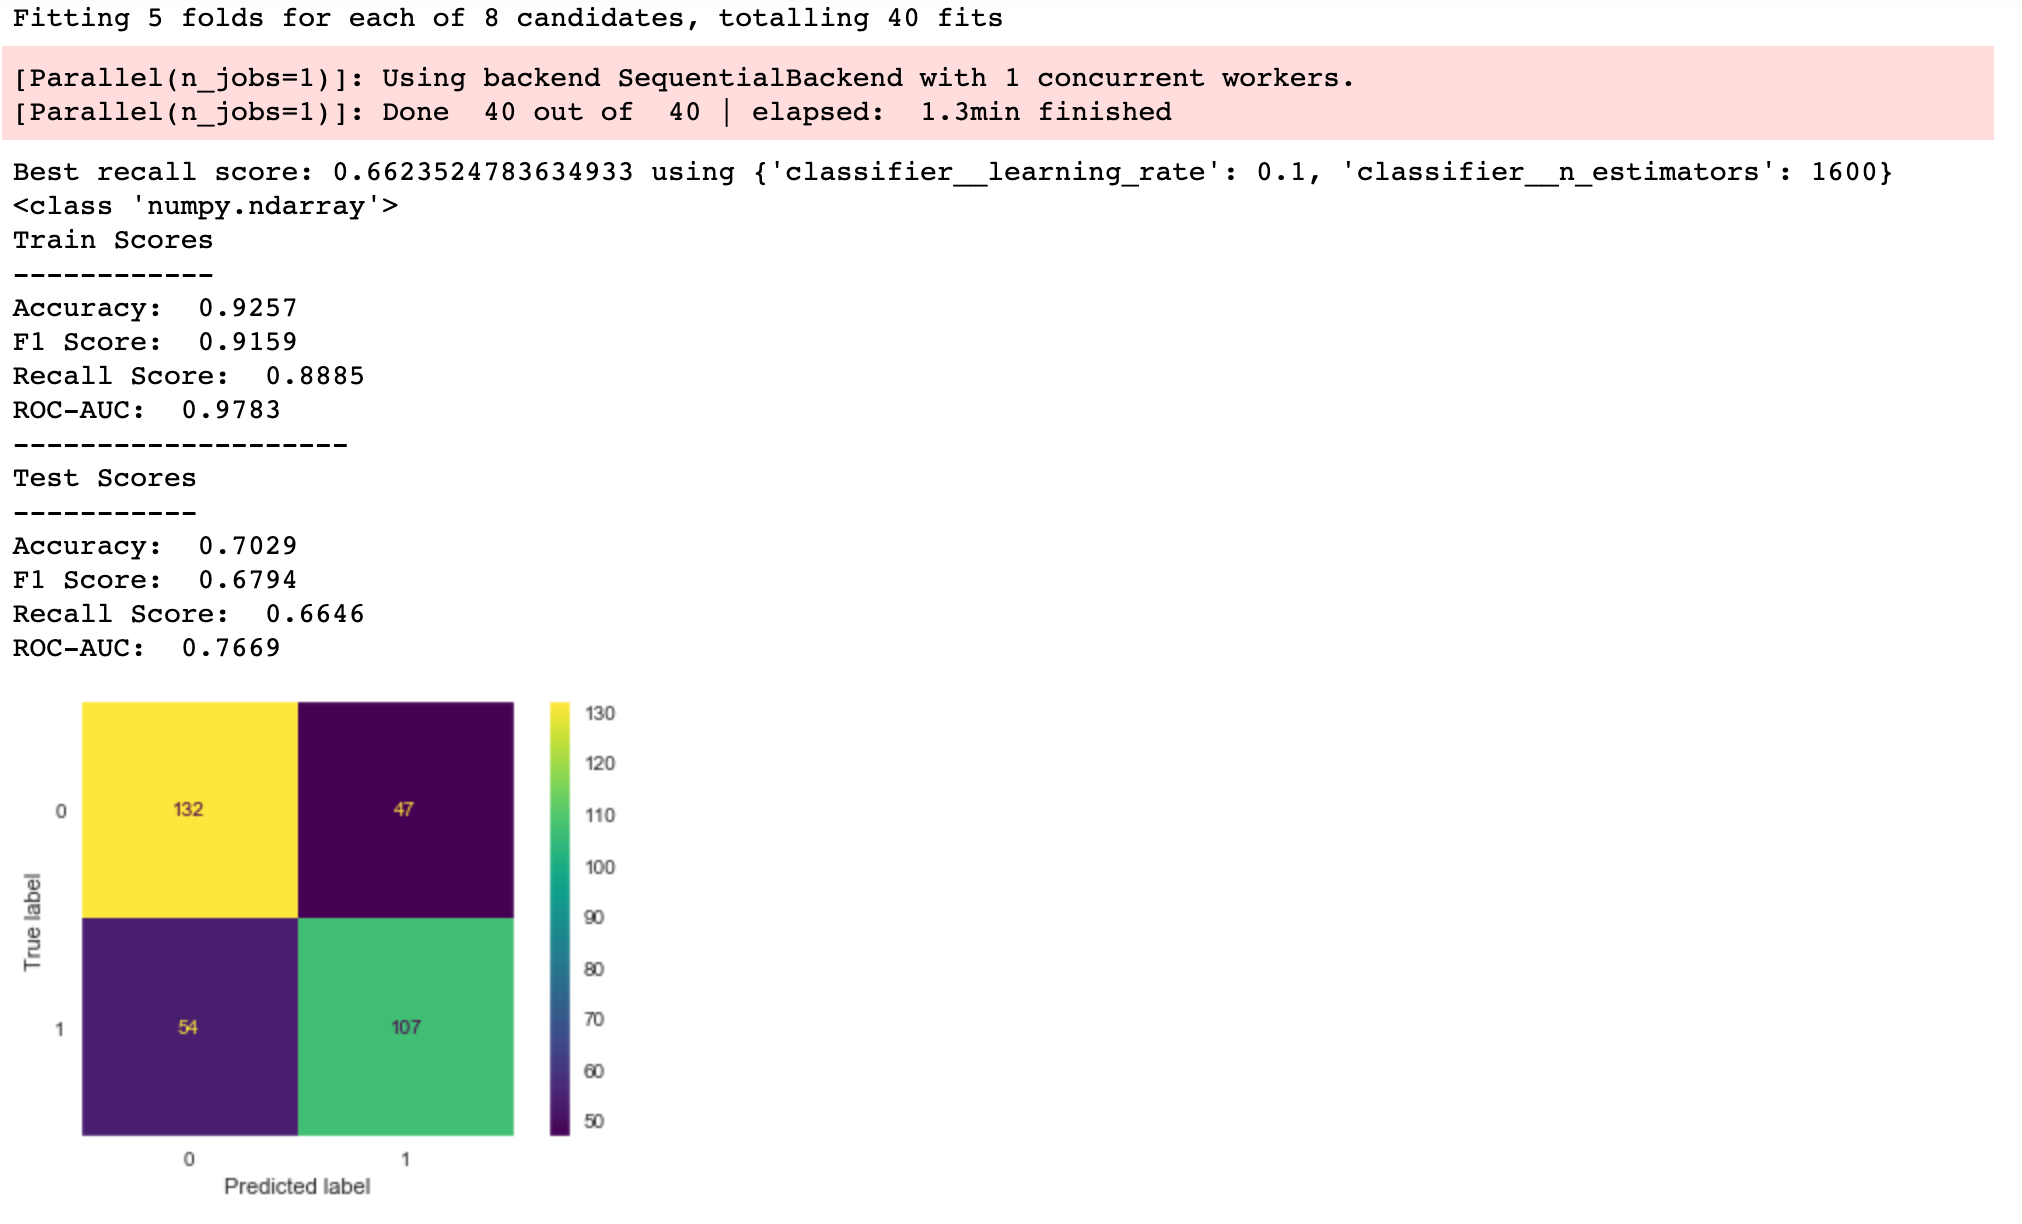 Fitting 5 folds for each of 8 candidates, totalling 40 fits
[Parallel(n_jobs=1)]: Using backend SequentialBackend with 1 concurrent workers.
[Parallel(n_jobs=1)]: Done  40 out of  40 | elapsed:  1.3min finished
Best recall score: 0.6623524783634933 using {'classifier__learning_rate': 0.1, 'classifier__n_estimators': 1600}
<class 'numpy.ndarray'>
Train Scores
------------
Accuracy:  0.9257
F1 Score:  0.9159
Recall Score:  0.8885
ROC-AUC:  0.9783
--------------------
Test Scores
-----------
Accuracy:  0.7029
F1 Score:  0.6794
Recall Score:  0.6646
ROC-AUC:  0.7669
130
120
110
100
90
80
70
60
50
True label
0
132
47
1
54
107
0
1
Predicted label